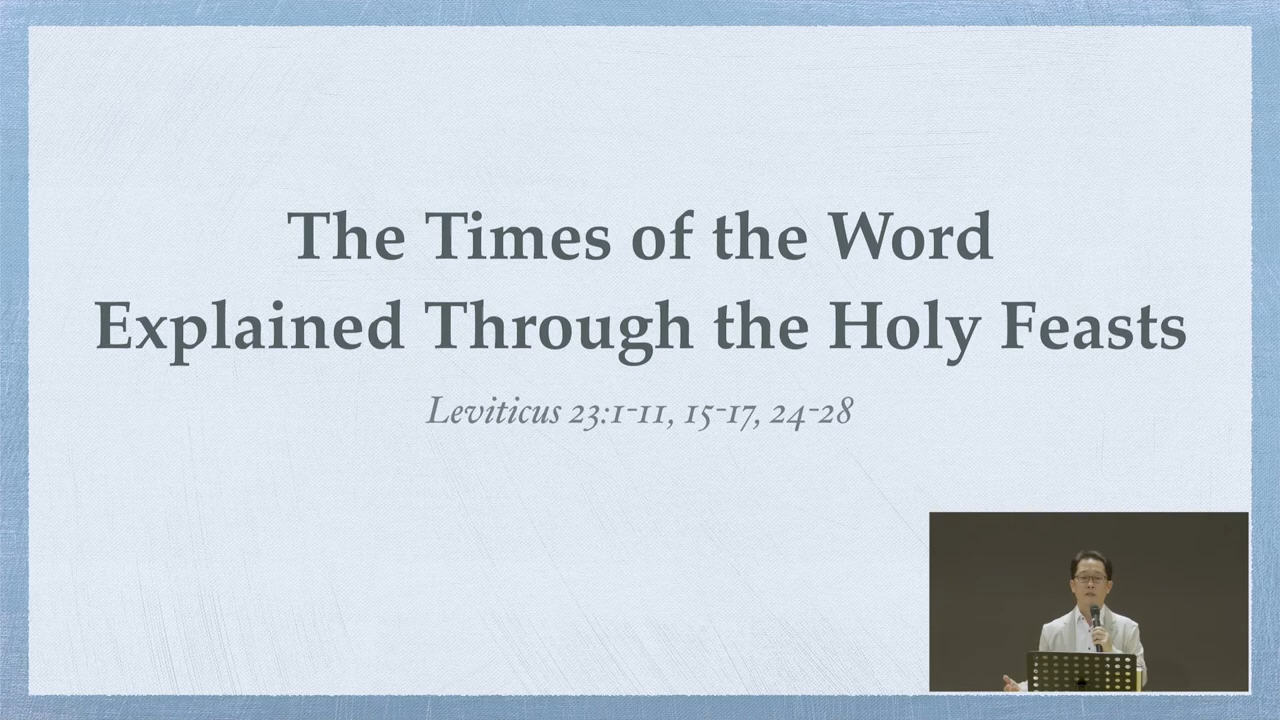 The Times of the Word
Explained Through the Holy Feasts
Leviticus 23:1-11, 15-17, 24-28